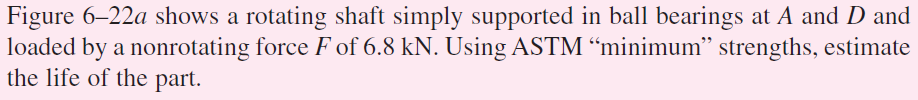 Figure 6–22a shows a rotating shaft simply supported in ball bearings at A and D and
loaded by a nonrotating force F of 6.8 kN. Using ASTM “minimum” strengths, estimate
the life of the part.